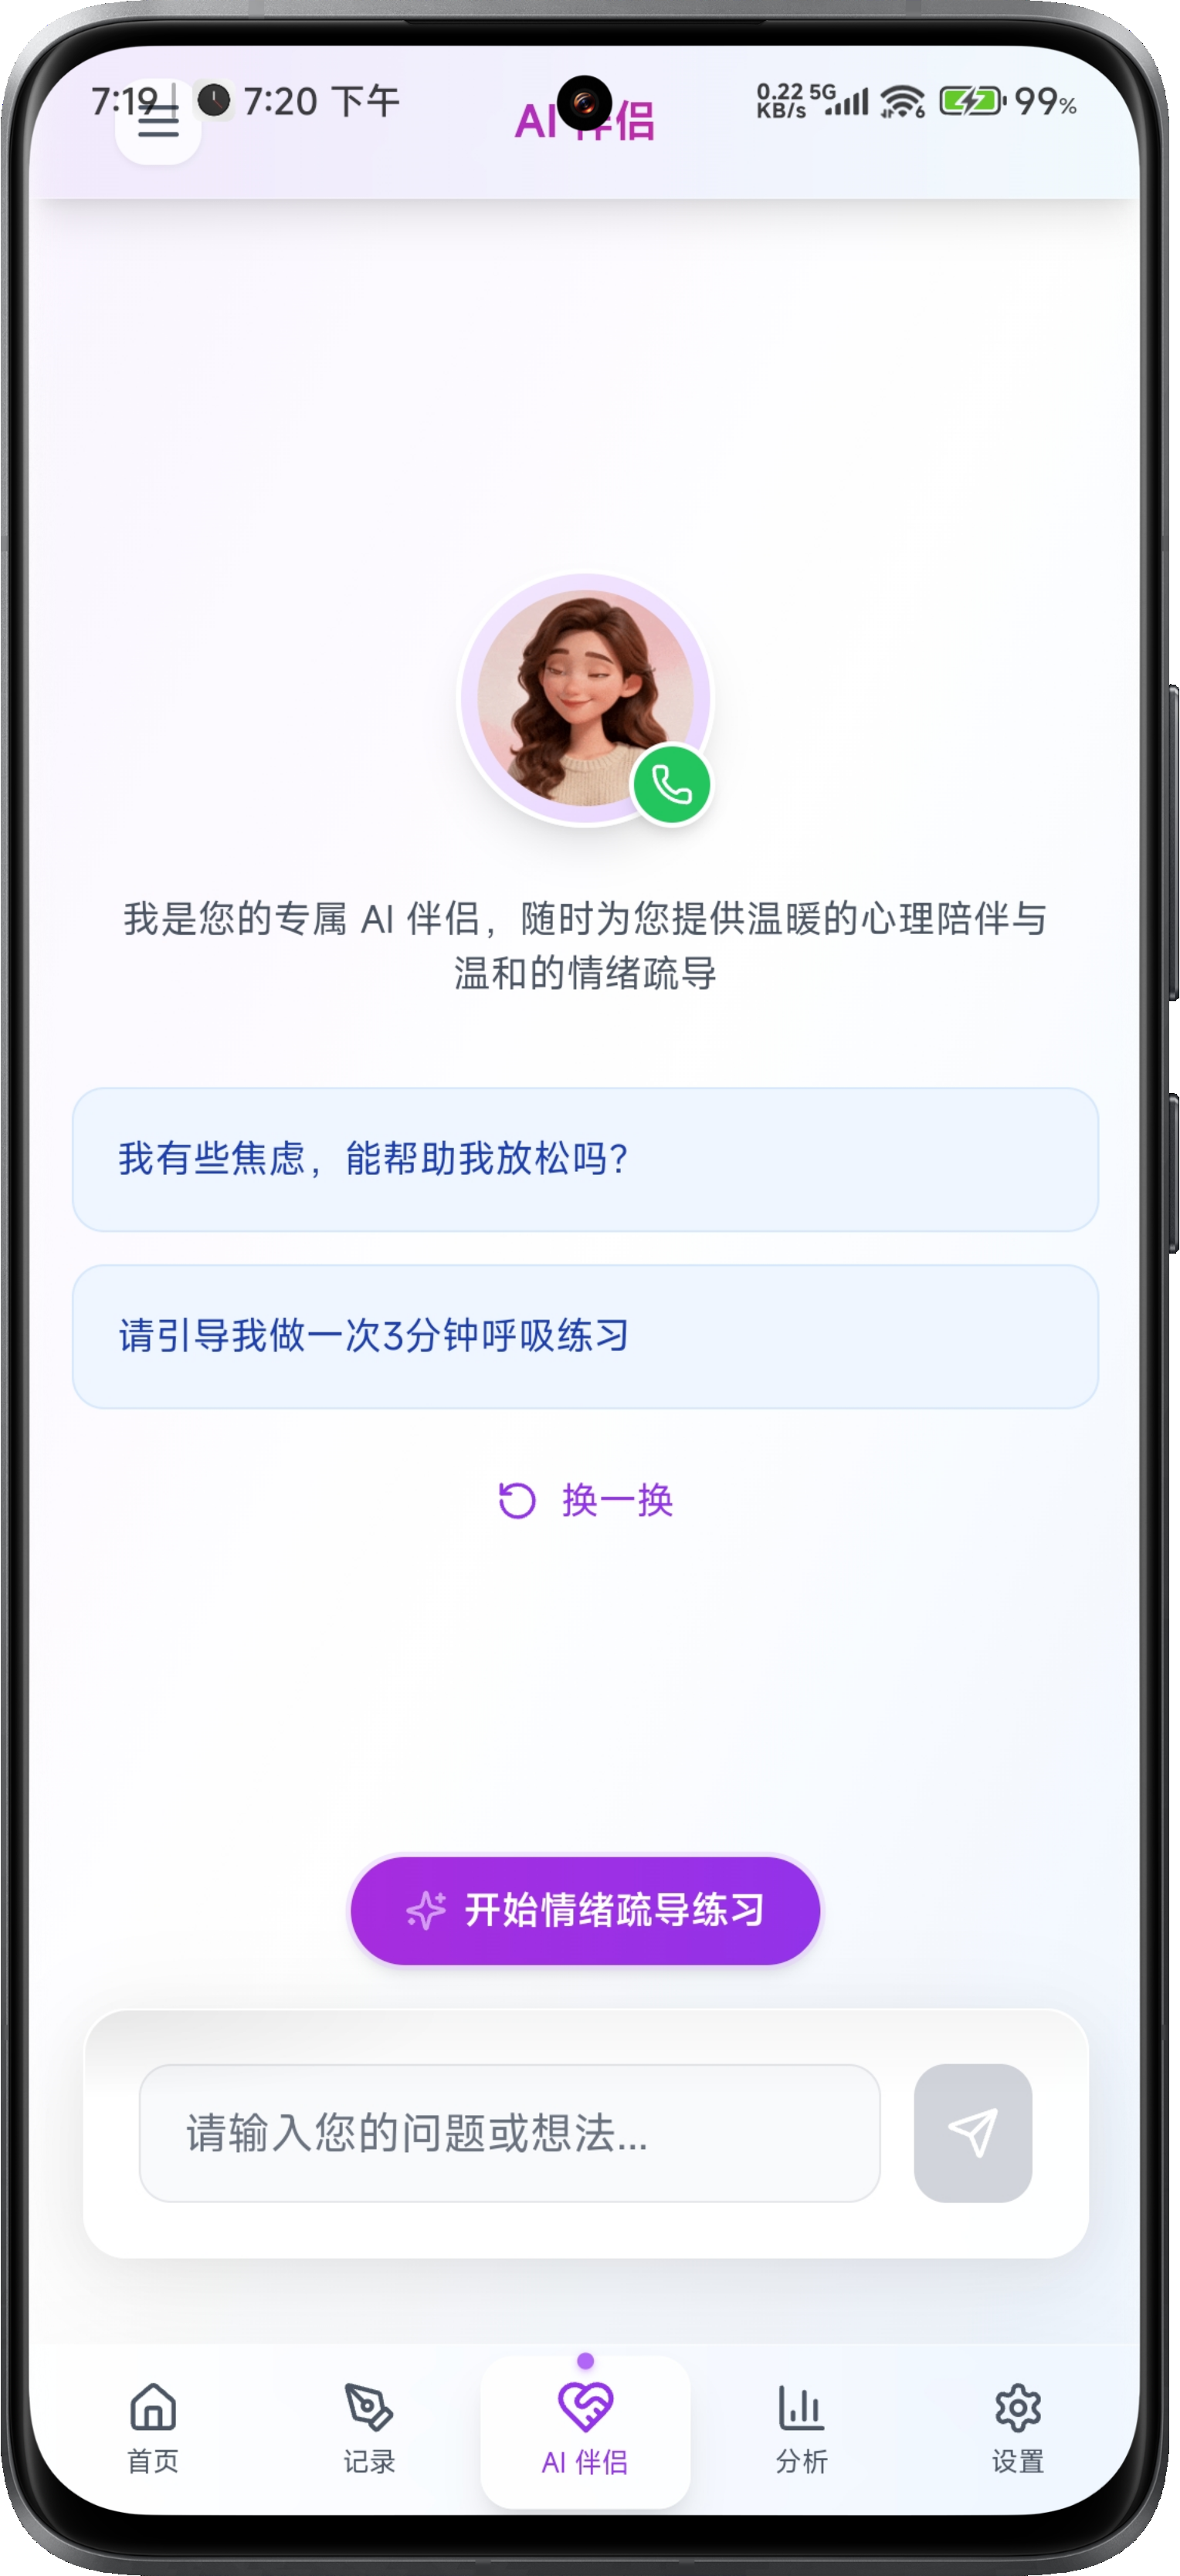 7:19
7:20 下午
0.22 5G
KB/s
6
99%
AI 伴侣
我是您的专属 AI 伴侣，随时为您提供温暖的心理陪伴与
温和的情绪疏导
我有些焦虑，能帮助我放松吗？
请引导我做一次3分钟呼吸练习
换一换
开始情绪疏导练习
请输入您的问题或想法...
首页
记录
AI 伴侣
分析
设置